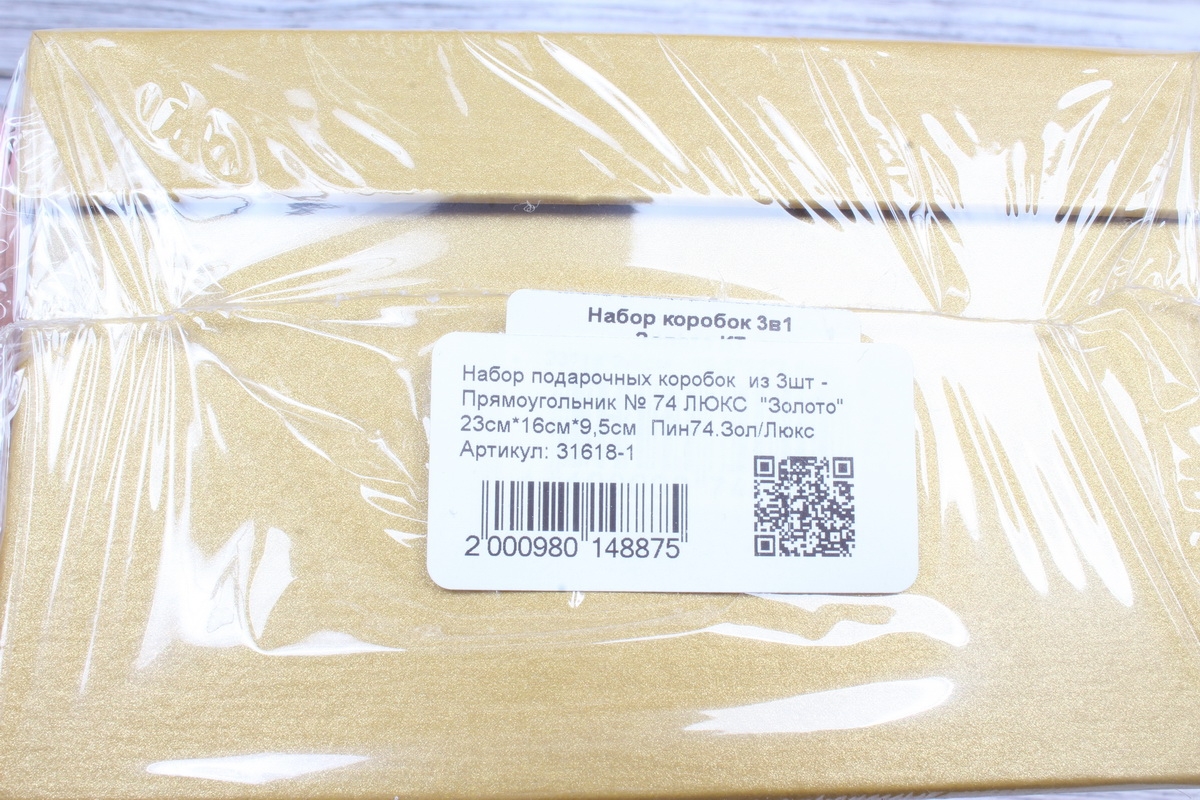 Набор коробок 3в1
Набор подарочных коробок из 3шт -
Прямоугольник № 74 ЛЮКС "Золото"
23см*16см*9,5см Пин74.Зол/Люкс
Артикул: 31618-1
2 000980 148875